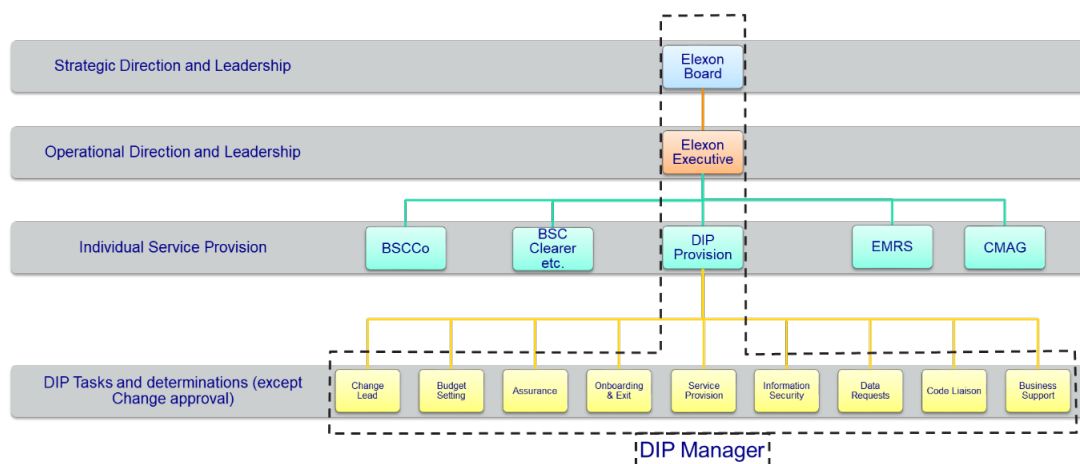 Strategic Direction and Leadership
Elexon
Board
Operational Direction and Leadership
Elexon
Executive
Individual Service Provision
BSCCo
BSC
Clearer
etc.
DIP
Provision
EMRS
CMAG
DIP Tasks and determinations (except
Change approval)
Change
Lead
Budget
Setting
Assurance
Onboarding
& Exit
Service
Provision
Information
Security
Data
Requests
Code Liaison
Business
Support
DIP Manager